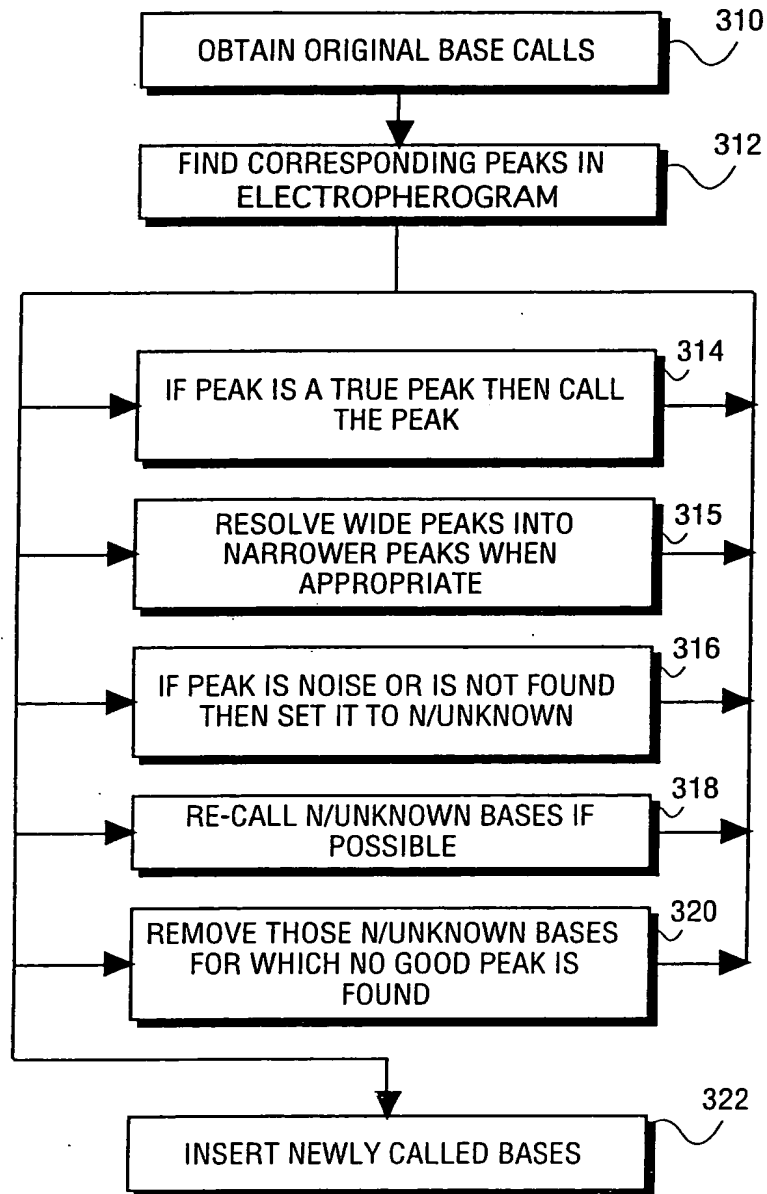 OBTAIN ORIGINAL BASE CALLS
310
FIND CORRESPONDING PEAKS IN
ELECTROPHEROGRAM
312
IF PEAK IS A TRUE PEAK THEN CALL
THE PEAK
314
RESOLVE WIDE PEAKS INTO
NARROWER PEAKS WHEN
APPROPRIATE
315
IF PEAK IS NOISE OR IS NOT FOUND
THEN SET IT TO N/UNKNOWN
316
RE-CALL N/UNKNOWN BASES IF
POSSIBLE
318
REMOVE THOSE N/UNKNOWN BASES
FOR WHICH NO GOOD PEAK IS
FOUND
320
INSERT NEWLY CALLED BASES
322